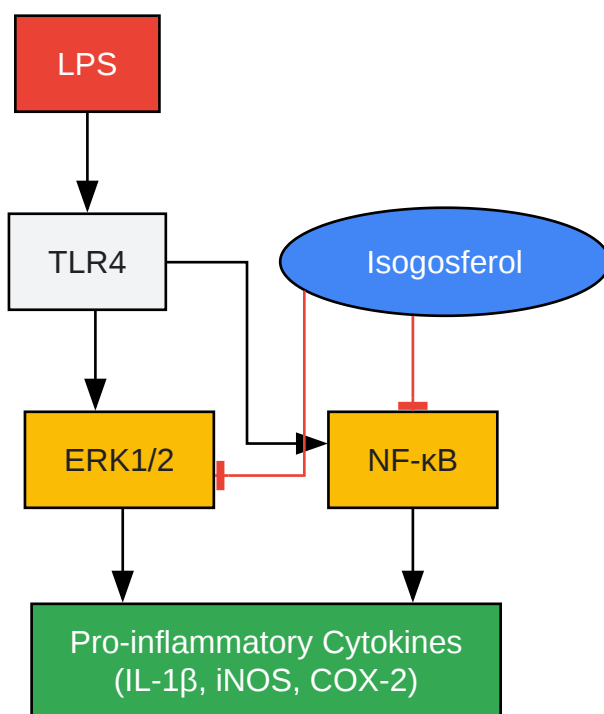 LPS
TLR4
Isogosferol
ERK1/2
NF-κB
Pro-inflammatory Cytokines
(IL-1β, iNOS, COX-2)